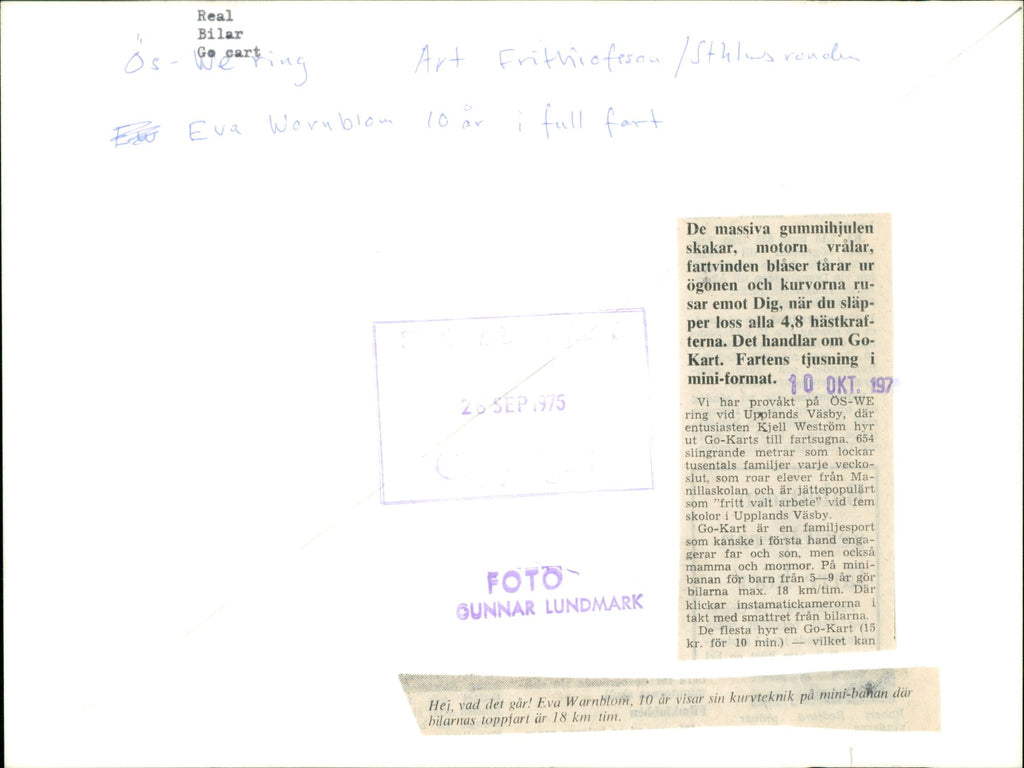 Real
Bilar
Go cart
Ös-We ring Art Frithiofsson / Sthlmsronden
Eva Warnblom 10 år i full fart
De massiva gummihjulen
skakar, motorn vrålar,
fartvinden blåser tårar ur
ögonen och kurvorna ru-
sar emot Dig, när du släp-
per loss alla 4,8 hästkraf-
terna. Det handlar om Go-
Kart. Fartens tjusning i
mini-format.
10 OKT. 197
Vi har provåkt på ÖS-WE
ring vid Upplands Väsby, där
entusiasten Kjell Weström hyr
ut Go-Karts till fartsugna. 654
slingrande metrar som lockar
tusentals familjer varje vecko-
slut, som roar elever från Ma-
nillaskolan och är jättepopulärt
som "fritt valt arbete" vid fem
skolor i Upplands Väsby.
Go-Kart är en familjesport
som kanske i första hand enga-
gerar far och son, men också
mamma och mormor. På mini-
banan för barn från 5—9 år gör
bilarna max. 18 km/tim. Där
klickar instamatickamerorna i
takt med smattret från bilarna.
De flesta hyr en Go-Kart (15
kr. för 10 min.) — vilket kan
SEP 1975
FOTO
GUNNAR LUNDMARK
Hej, vad det går! Eva Warnblom, 10 år visar sin kurvteknik på mini-banan där
bilarnas toppfart är 18 km tim.